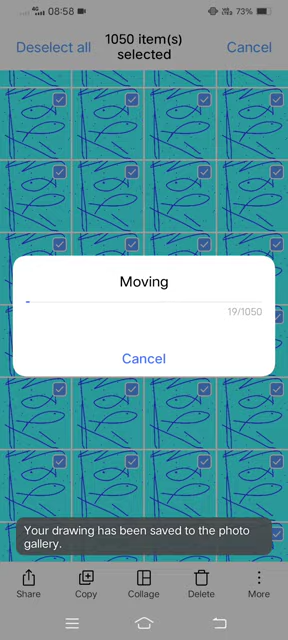 4G 08:58 73%
Deselect all 1050 item(s) selected Cancel
Moving
19/1050
Cancel
Your drawing has been saved to the photo
gallery.
Share Copy Collage Delete More